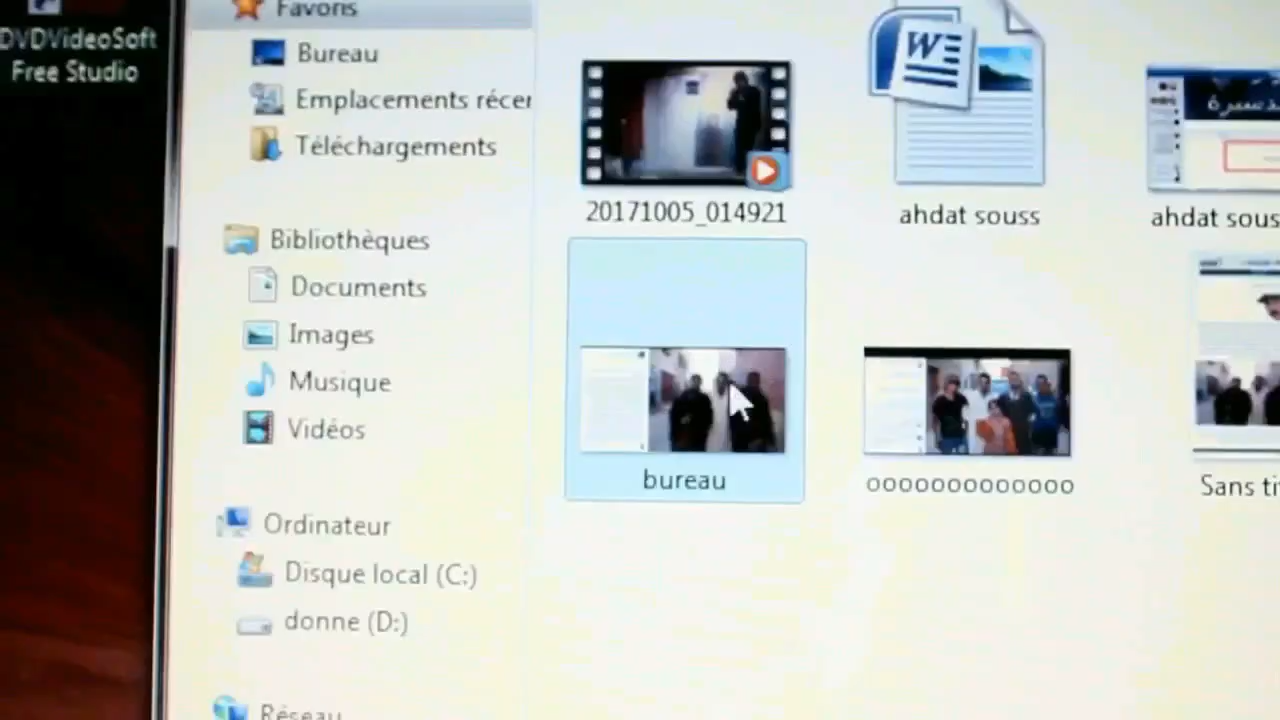 DVDVideoSoft
Free Studio
Favoris
Bureau
Emplacements récen
Téléchargements
Bibliothèques
Documents
Images
Musique
Vidéos
Ordinateur
Disque local (C:)
donne (D:)
Réseau
20171005_014921
ahdat souss
ahdat sous
bureau
ooooooooooooo
Sans ti